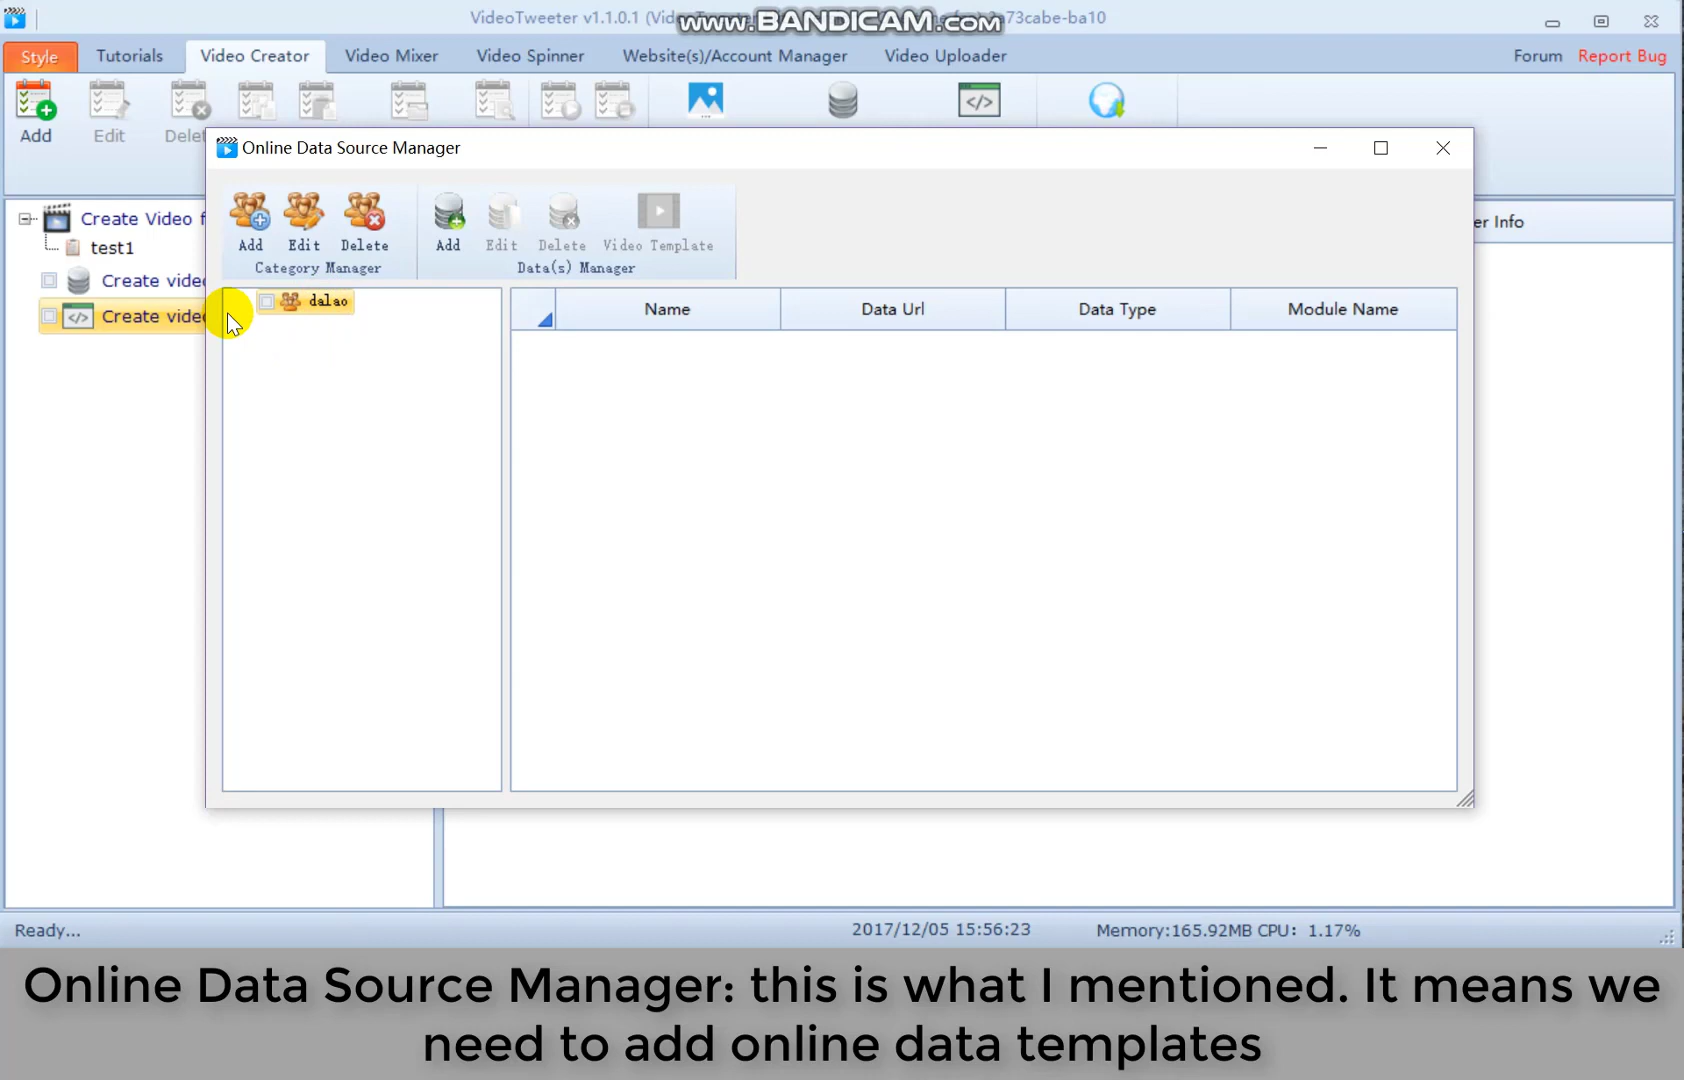 VideoTweeter v1.1.0.1 (Vide
www.BANDICAM.com
73cabe-ba10
Style
Tutorials
Video Creator
Video Mixer
Video Spinner
Website(s)/Account Manager
Video Uploader
Forum
Report Bug
Add
Edit
Delet
Online Data Source Manager
Add
Edit
Delete
Category Manager
Add
Edit
Delete
Video Template
Data(s) Manager
Create Video f
test1
Create vide
Create vide
dalao
Name
Data Url
Data Type
Module Name
er Info
Ready...
2017/12/05 15:56:23
Memory:165.92MB CPU: 1.17%
Online Data Source Manager: this is what I mentioned. It means we
need to add online data templates